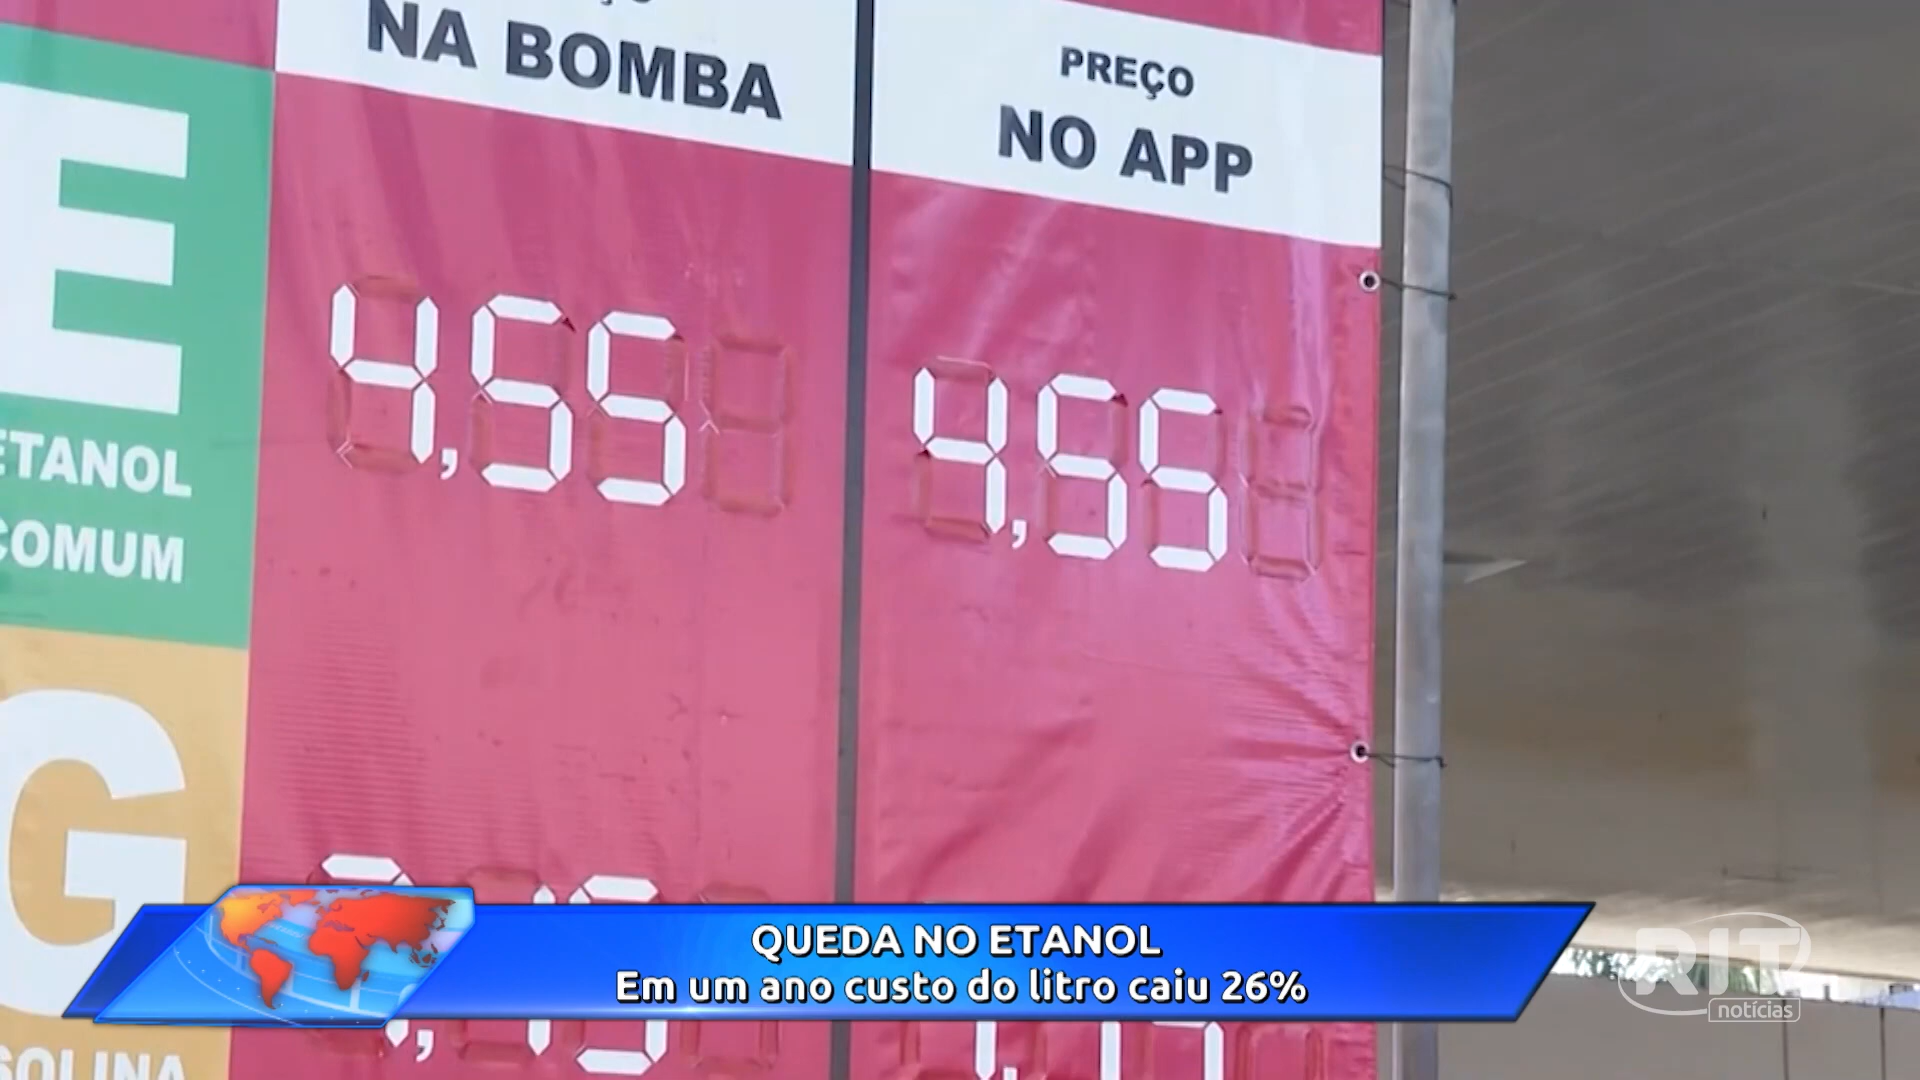 NA BOMBA
PREÇO
NO APP
E
4,55
4,55
ETANOL
COMUM
G
QUEDA NO ETANOL
Em um ano custo do litro caiu 26%
RIT
notícias
SOLINA